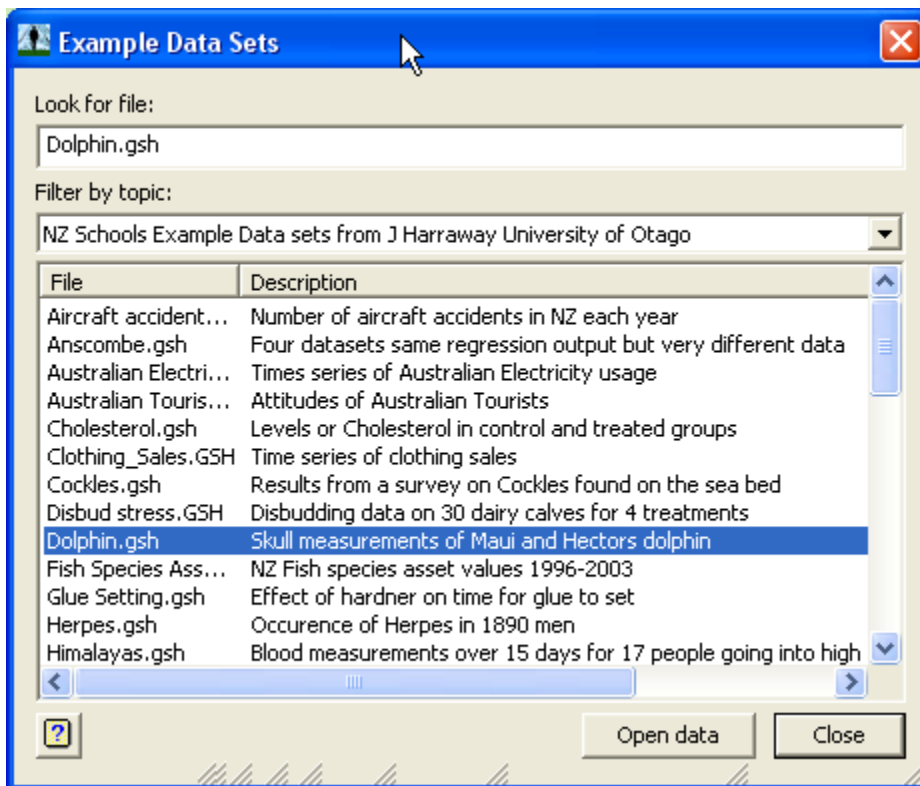 Example Data Sets
Look for file:
Dolphin.gsh
Filter by topic:
NZ Schools Example Data sets from J Harraway University of Otago
File Description
Aircraft accident... Number of aircraft accidents in NZ each year
Anscombe.gsh Four datasets same regression output but very different data
Australian Electri... Times series of Australian Electricity usage
Australian Touris... Attitudes of Australian Tourists
Cholesterol.gsh Levels or Cholesterol in control and treated groups
Clothing_Sales.GSH Time series of clothing sales
Cockles.gsh Results from a survey on Cockles found on the sea bed
Disbud stress.GSH Disbudding data on 30 dairy calves for 4 treatments
Dolphin.gsh Skull measurements of Maui and Hectors dolphin
Fish Species Ass... NZ Fish species asset values 1996-2003
Glue Setting.gsh Effect of hardner on time for glue to set
Herpes.gsh Occurence of Herpes in 1890 men
Himalayas.gsh Blood measurements over 15 days for 17 people going into high
? Open data Close